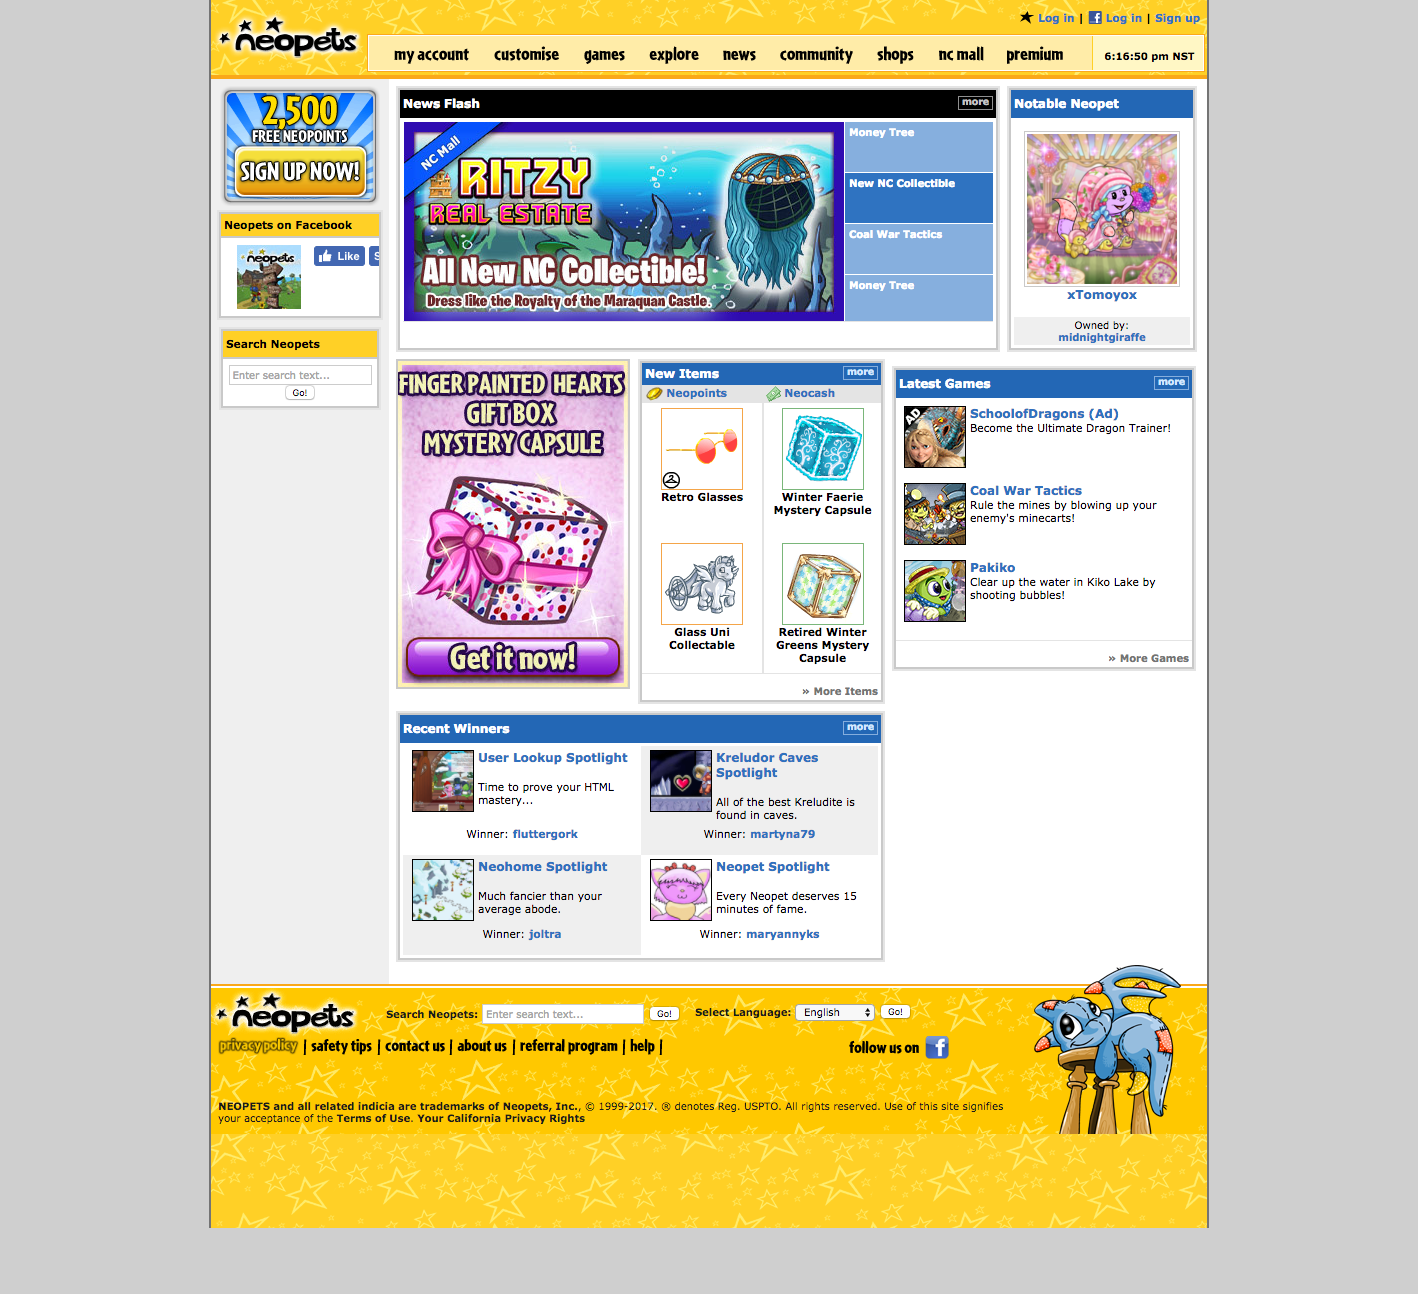 Log in | Log in | Sign up
neopets
my account customise games explore news community shops nc mall premium 6:16:50 pm NST
2,500
FREE NEOPOINTS
SIGN UP NOW!
Neopets on Facebook
neopets
Like S
Search Neopets
Enter search text...
Go!
News Flash more
NC Mall
RITZY
REAL ESTATE
All New NC Collectible!
Dress like the Royalty of the Maraquan Castle.
Money Tree
New NC Collectible
Coal War Tactics
Money Tree
Notable Neopet
xTomoyox
Owned by:
midnightgiraffe
FINGER PAINTED HEARTS
GIFT BOX
MYSTERY CAPSULE
Get it now!
New Items more
Neopoints Neocash
Retro Glasses
Winter Faerie
Mystery Capsule
Glass Uni
Collectable
Retired Winter
Greens Mystery
Capsule
» More Items
Latest Games more
AD
SchoolofDragons (Ad)
Become the Ultimate Dragon Trainer!
Coal War Tactics
Rule the mines by blowing up your
enemy's minecarts!
Pakiko
Clear up the water in Kiko Lake by
shooting bubbles!
» More Games
Recent Winners more
User Lookup Spotlight
Time to prove your HTML
mastery...
Winner: fluttergork
Kreludor Caves
Spotlight
All of the best Kreludite is
found in caves.
Winner: martyna79
Neohome Spotlight
Much fancier than your
average abode.
Winner: joltra
Neopet Spotlight
Every Neopet deserves 15
minutes of fame.
Winner: maryannyks
neopets
Search Neopets: Enter search text... Go! Select Language: English Go!
privacy policy | safety tips | contact us | about us | referral program | help |
follow us on
NEOPETS and all related indicia are trademarks of Neopets, Inc., © 1999-2017. ® denotes Reg. USPTO. All rights reserved. Use of this site signifies
your acceptance of the Terms of Use. Your California Privacy Rights